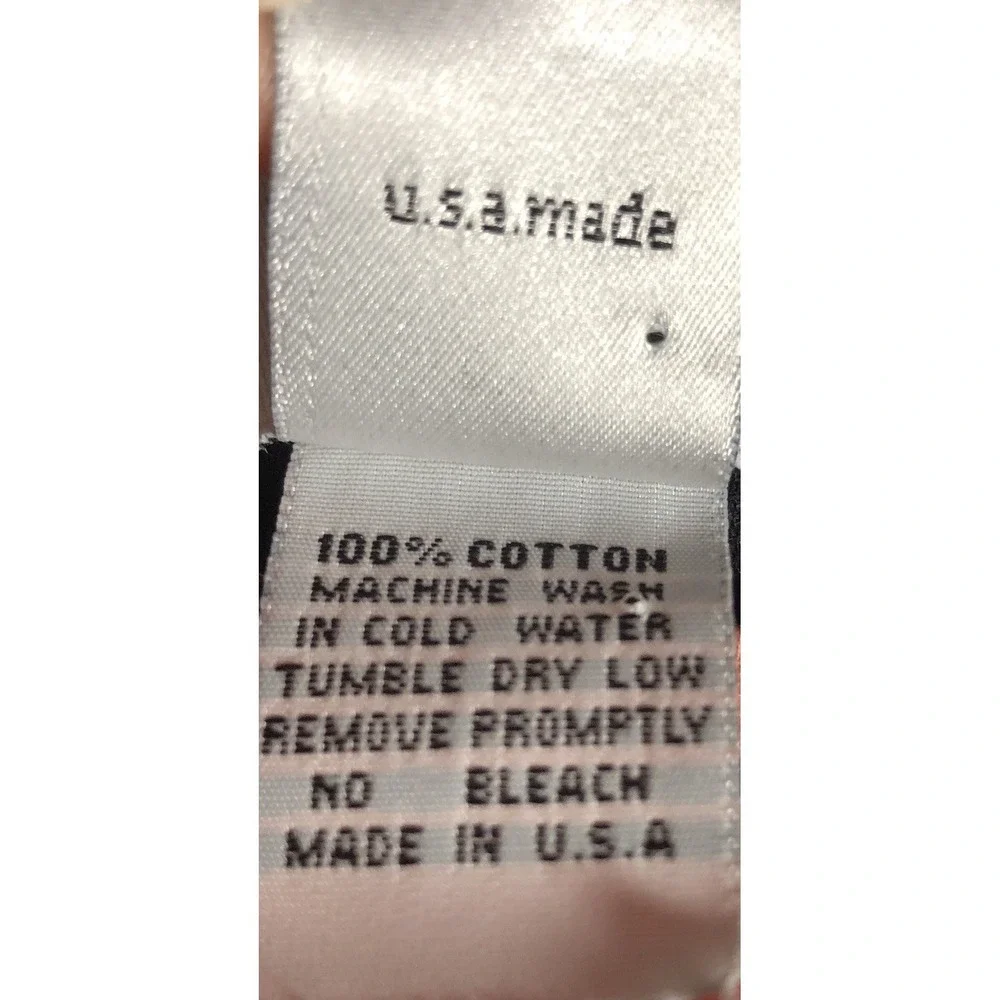 u.s.a.made
100% COTTON
MACHINE WASH
IN COLD WATER
TUMBLE DRY LOW
REMOVE PROMPTLY
NO BLEACH
MADE IN U.S.A